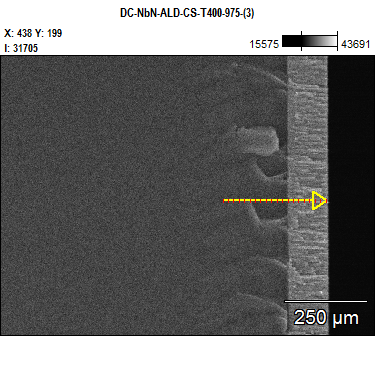 DC-NbN-ALD-CS-T400-975-(3)
X: 438 Y: 199
I: 31705
15575
43691
250 µm